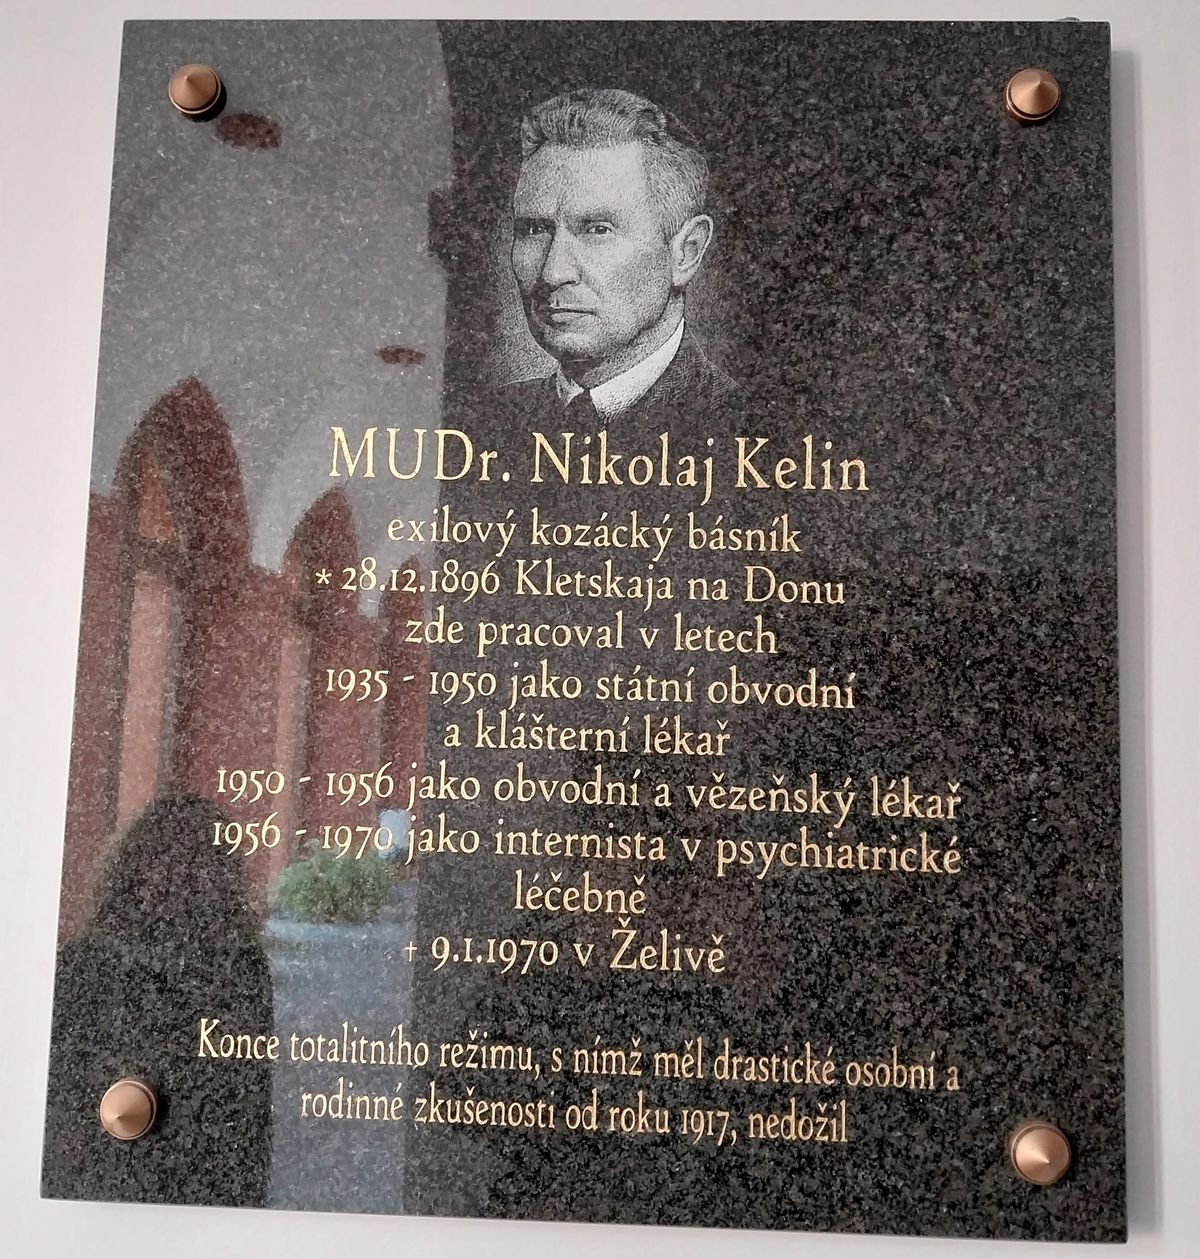 MUDr. Nikolaj Kelin
exilový kozácký básník
* 28.12.1896 Kletskaja na Donu
zde pracoval v letech
1935 - 1950 jako státní obvodní
a klášterní lékař
1950 - 1956 jako obvodní a vězeňský lékař
1956 - 1970 jako internista v psychiatrické
léčebně
† 9.1.1970 v Želivě
Konce totalitního režimu, s nímž měl drastické osobní a
rodinné zkušenosti od roku 1917, nedožil